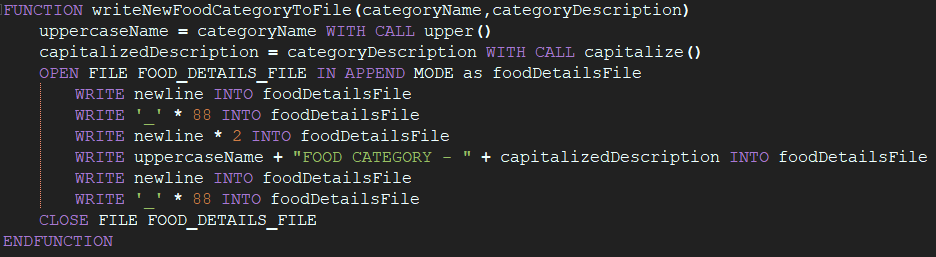 FUNCTION writeNewFoodCategoryToFile(categoryName,categoryDescription)
uppercaseName = categoryName WITH CALL upper()
capitalizedDescription = categoryDescription WITH CALL capitalize()
OPEN FILE FOOD_DETAILS_FILE IN APPEND MODE as foodDetailsFile
WRITE newline INTO foodDetailsFile
WRITE '_' * 88 INTO foodDetailsFile
WRITE newline * 2 INTO foodDetailsFile
WRITE uppercaseName + "FOOD CATEGORY - " + capitalizedDescription INTO foodDetailsFile
WRITE newline INTO foodDetailsFile
WRITE '_' * 88 INTO foodDetailsFile
CLOSE FILE FOOD_DETAILS_FILE
ENDFUNCTION